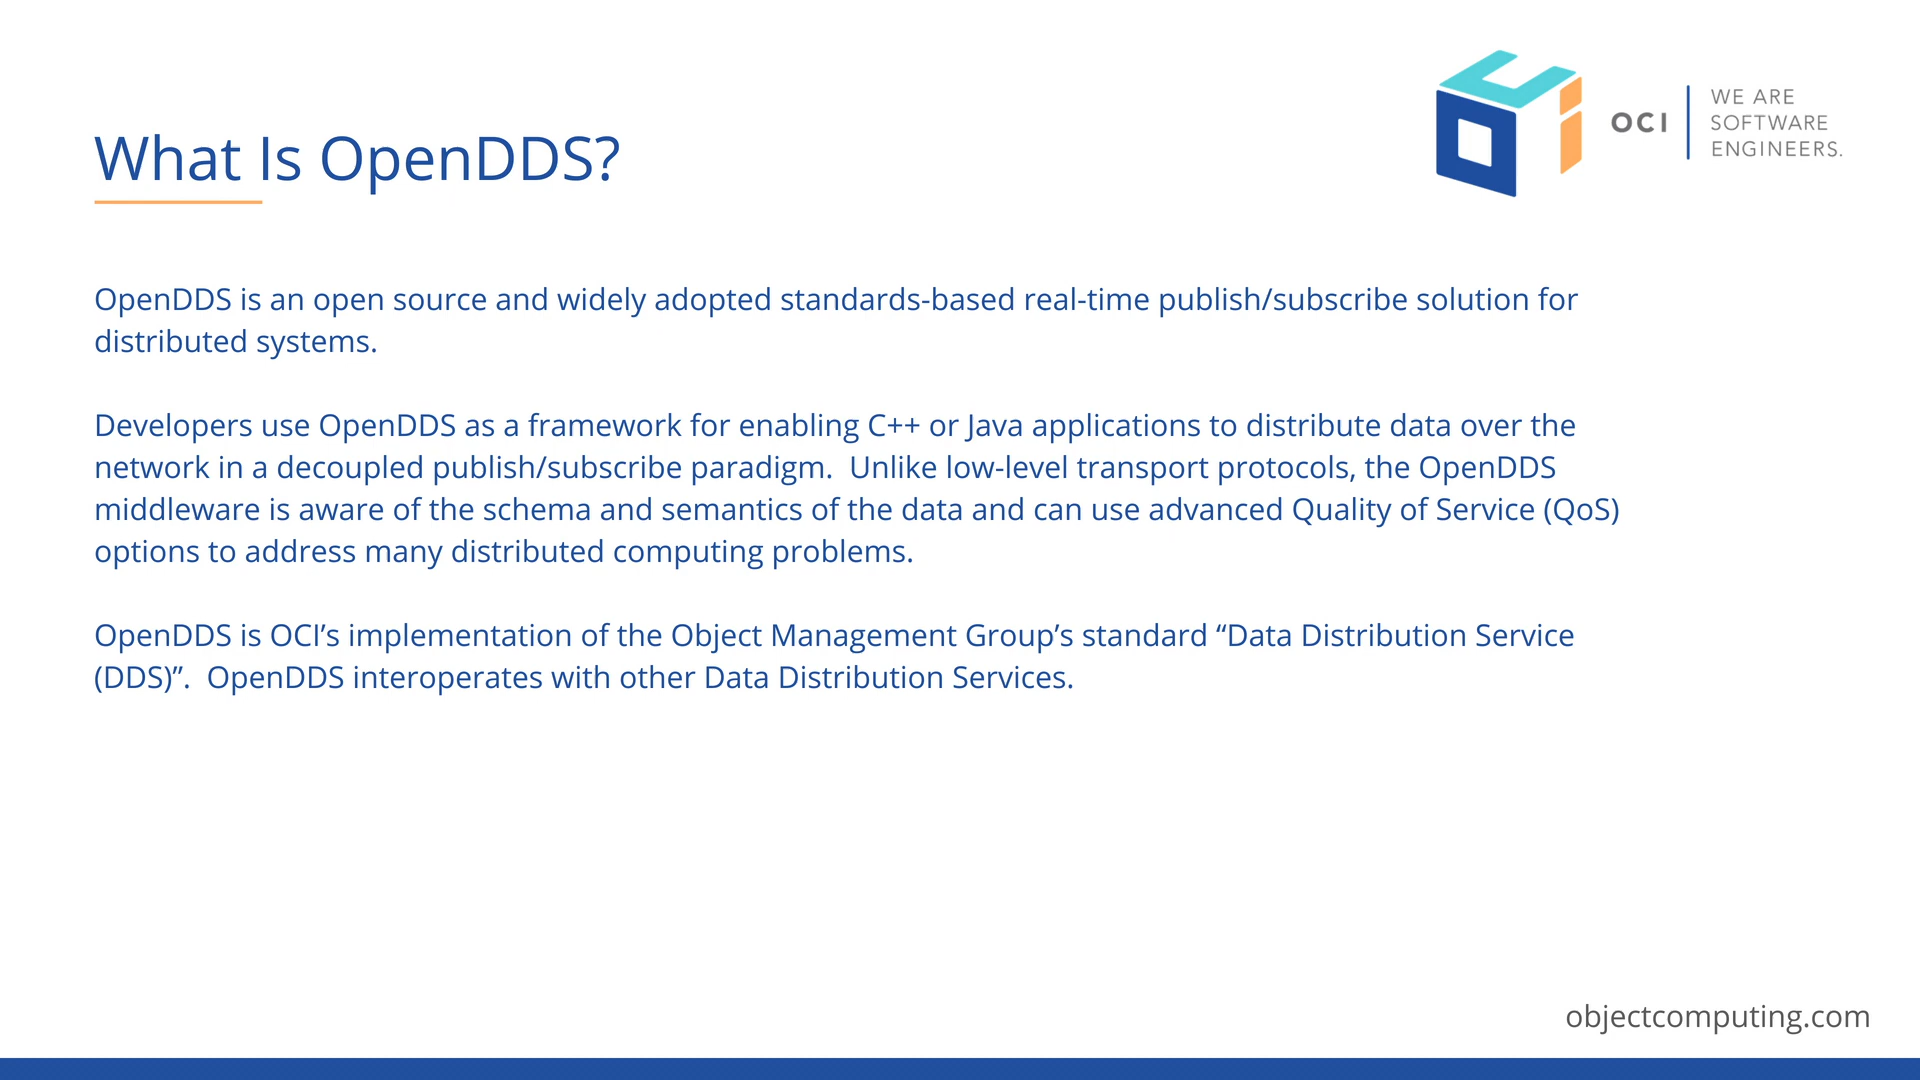 What Is OpenDDS?
OCI
WE ARE
SOFTWARE
ENGINEERS.
OpenDDS is an open source and widely adopted standards-based real-time publish/subscribe solution for
distributed systems.
Developers use OpenDDS as a framework for enabling C++ or Java applications to distribute data over the
network in a decoupled publish/subscribe paradigm.  Unlike low-level transport protocols, the OpenDDS
middleware is aware of the schema and semantics of the data and can use advanced Quality of Service (QoS)
options to address many distributed computing problems.
OpenDDS is OCI’s implementation of the Object Management Group’s standard “Data Distribution Service
(DDS)”.  OpenDDS interoperates with other Data Distribution Services.
objectcomputing.com